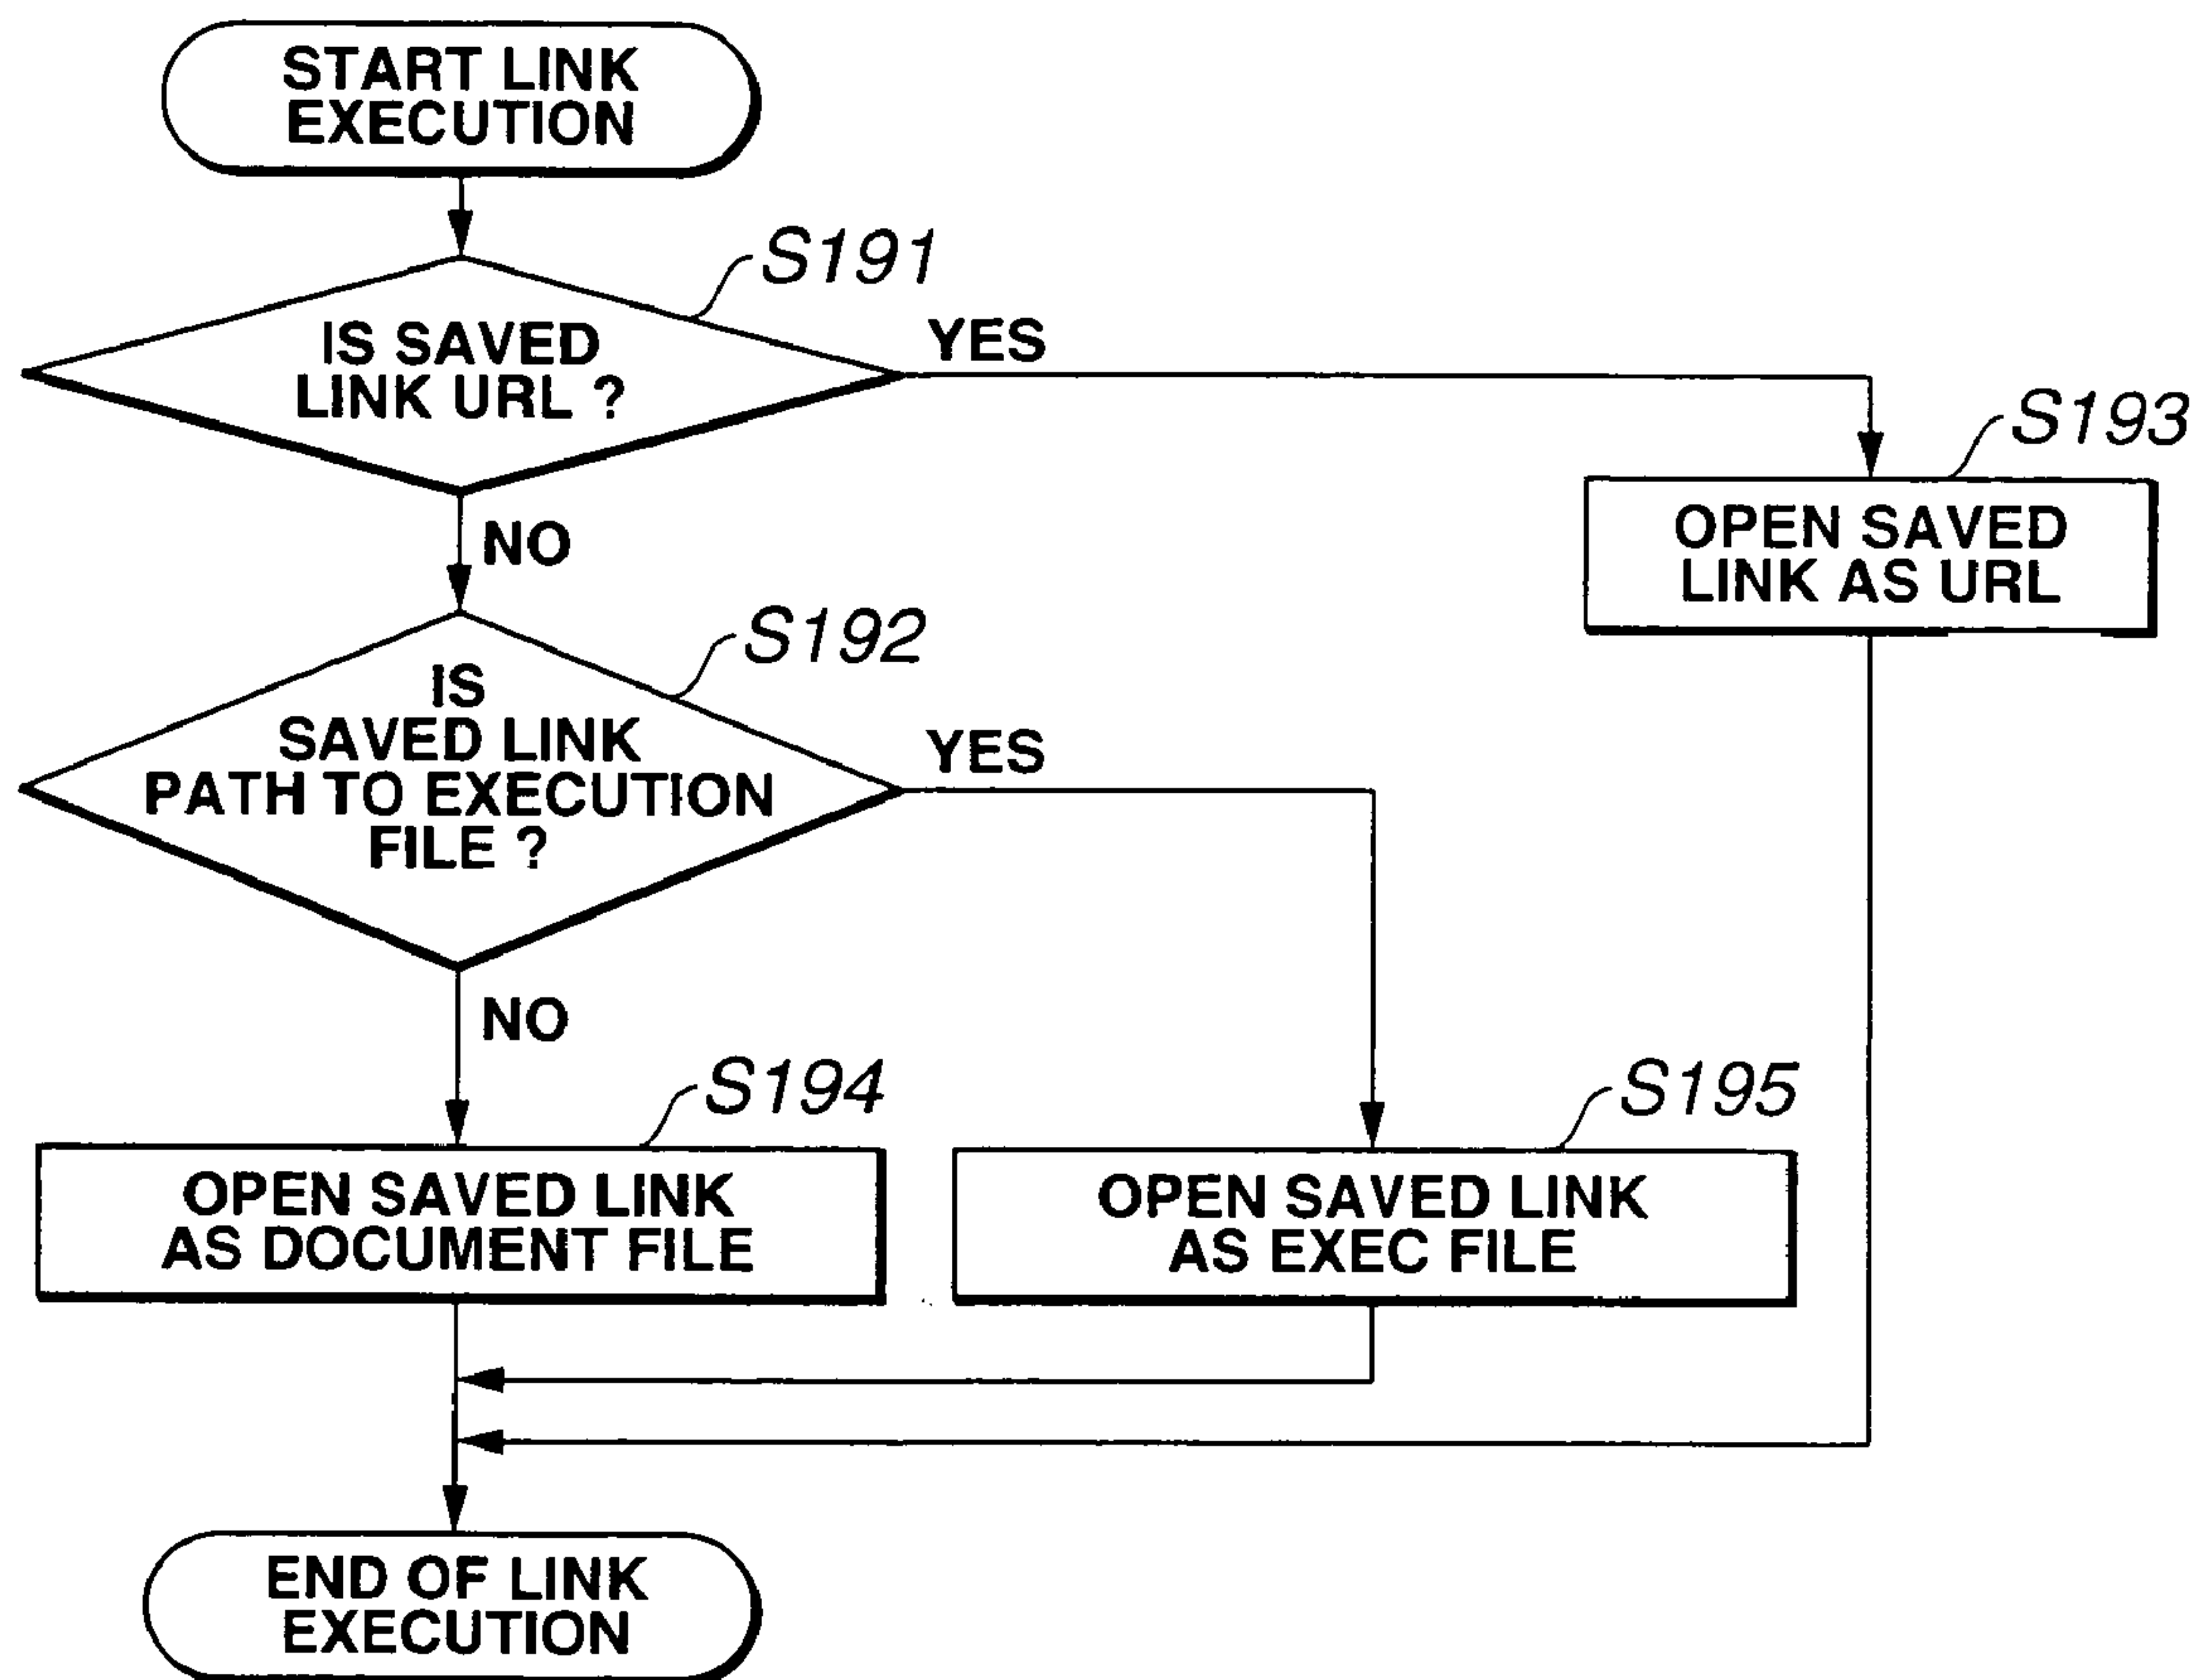 START LINK
EXECUTION
S191
IS SAVED
LINK URL ?
YES
S193
OPEN SAVED
LINK AS URL
NO
S192
IS
SAVED LINK
PATH TO EXECUTION
FILE ?
YES
NO
S194
OPEN SAVED LINK
AS DOCUMENT FILE
S195
OPEN SAVED LINK
AS EXEC FILE
END OF LINK
EXECUTION